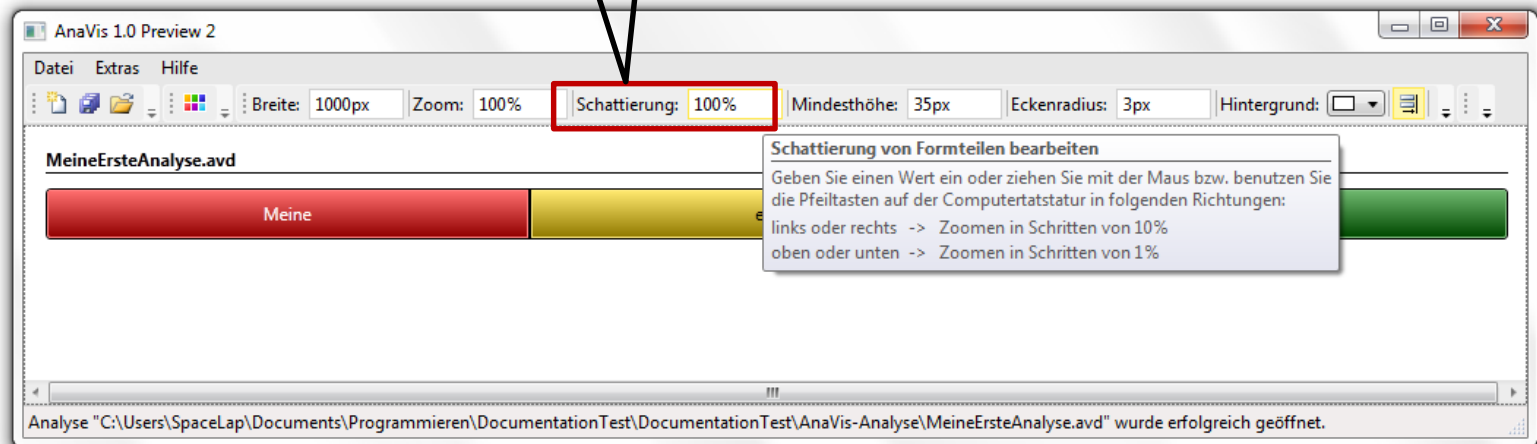 AnaVis 1.0 Preview 2
Datei Extras Hilfe
Breite: 1000px Zoom: 100% Schattierung: 100% Mindesthöhe: 35px Eckenradius: 3px Hintergrund:
MeineErsteAnalyse.avd
Schattierung von Formteilen bearbeiten
Geben Sie einen Wert ein oder ziehen Sie mit der Maus bzw. benutzen Sie
die Pfeiltasten auf der Computertatstatur in folgenden Richtungen:
links oder rechts -> Zoomen in Schritten von 10%
oben oder unten -> Zoomen in Schritten von 1%
Meine
Analyse "C:\Users\SpaceLap\Documents\Programmieren\DocumentationTest\DocumentationTest\AnaVis-Analyse\MeineErsteAnalyse.avd" wurde erfolgreich geöffnet.